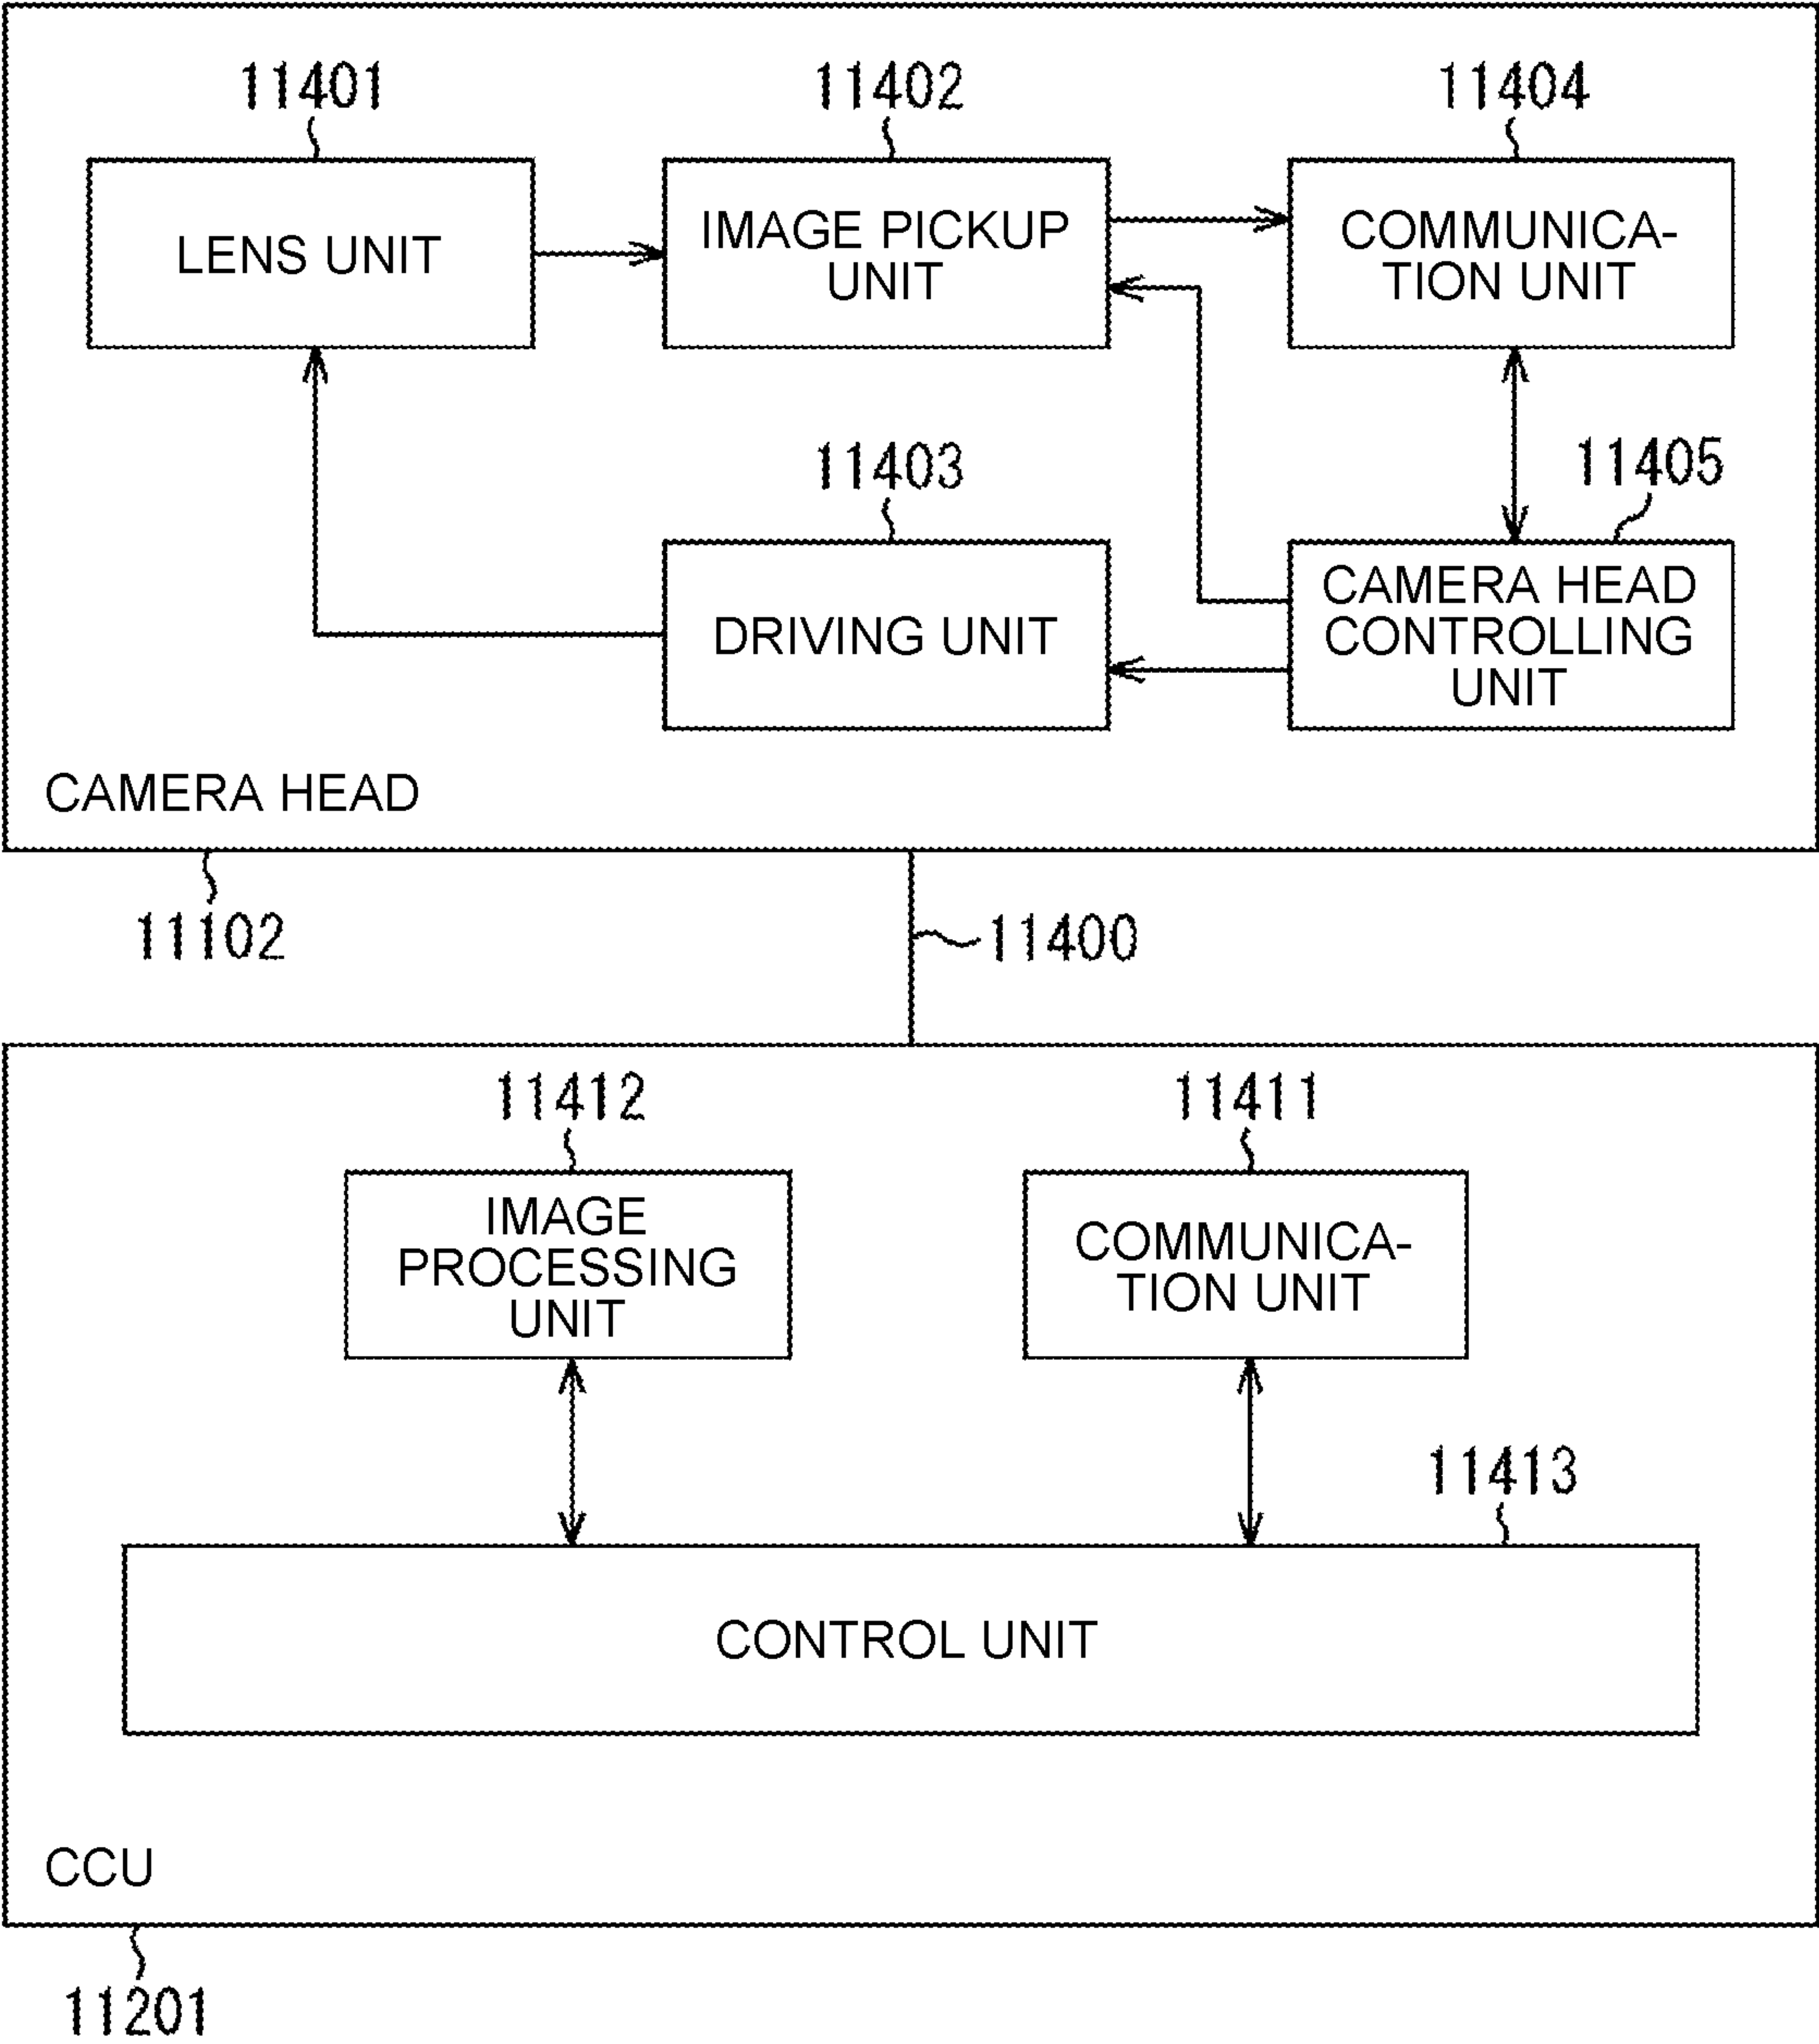 11401
11402
11404
LENS UNIT
IMAGE PICKUP
UNIT
COMMUNICA-
TION UNIT
11403
11405
DRIVING UNIT
CAMERA HEAD
CONTROLLING
UNIT
CAMERA HEAD
11102
11400
11412
11411
IMAGE
PROCESSING
UNIT
COMMUNICA-
TION UNIT
11413
CONTROL UNIT
CCU
11201